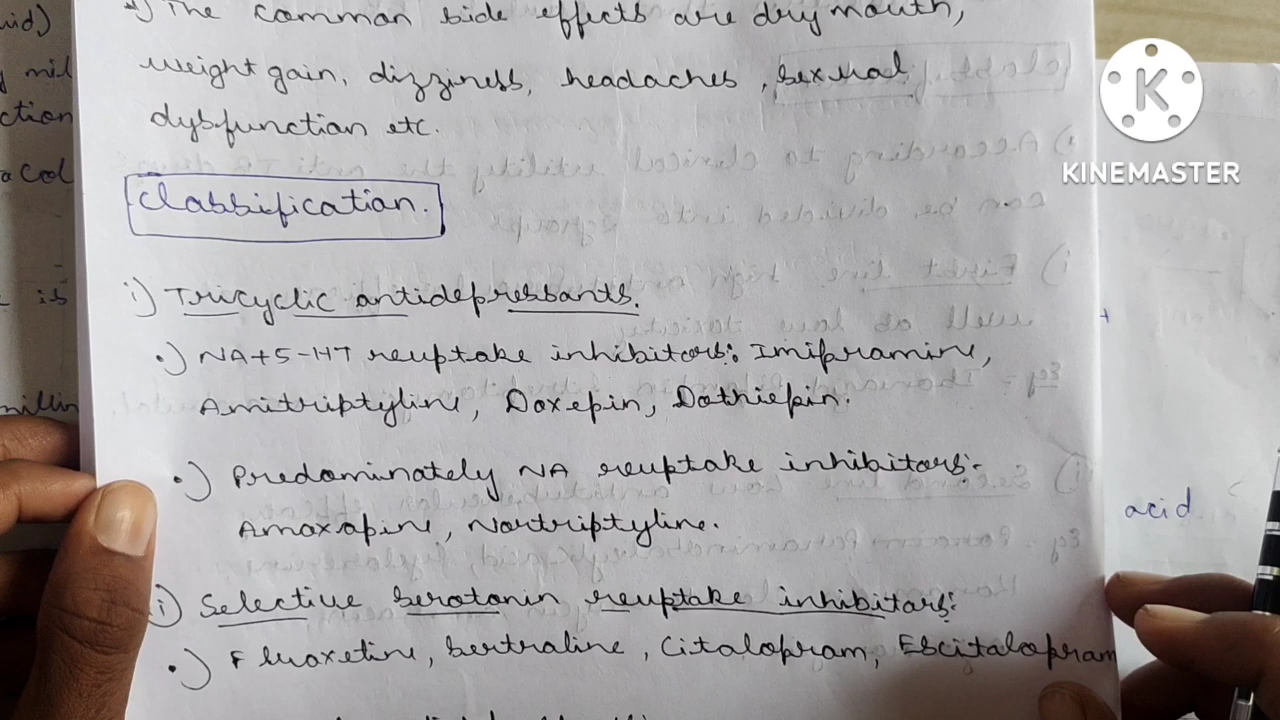 *) The common side effects are dry mouth,
weight gain, dizziness, headaches, sexual
dysfunction etc.
Classification.
i) Tricyclic antidepressants.
•) NA+5-HT reuptake inhibitors: Imipramine,
Amitriptyline, Doxepin, Dothiepin.
•) Predominately NA reuptake inhibitors:-
Amoxapine, Nortriptyline.
i) Selective serotonin reuptake inhibitors:
•) Fluoxetine, Sertraline, Citalopram, Escitalopram
acid
K
KINEMASTER